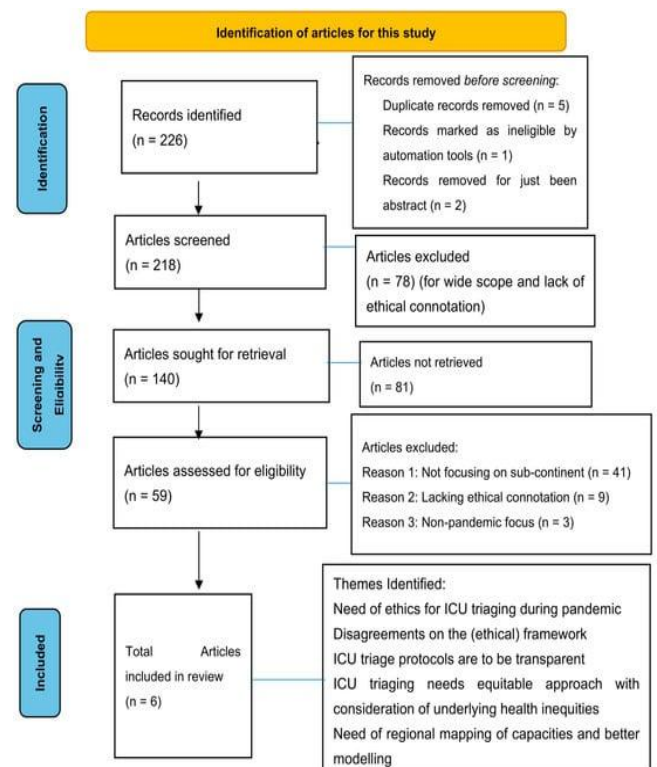 Identification of articles for this study
Identification
Records identified
(n = 226)
Records removed before screening:
Duplicate records removed (n = 5)
Records marked as ineligible by
automation tools (n = 1)
Records removed for just been
abstract (n = 2)
Articles screened
(n = 218)
Articles excluded
(n = 78) (for wide scope and lack of
ethical connotation)
Screening and
Eligibility
Articles sought for retrieval
(n = 140)
Articles not retrieved
(n = 81)
Articles assessed for eligibility
(n = 59)
Articles excluded:
Reason 1: Not focusing on sub-continent (n = 41)
Reason 2: Lacking ethical connotation (n = 9)
Reason 3: Non-pandemic focus (n = 3)
Included
Total Articles
included in review
(n = 6)
Themes Identified:
Need of ethics for ICU triaging during pandemic
Disagreements on the (ethical) framework
ICU triage protocols are to be transparent
ICU triaging needs equitable approach with
consideration of underlying health inequities
Need of regional mapping of capacities and better
modelling